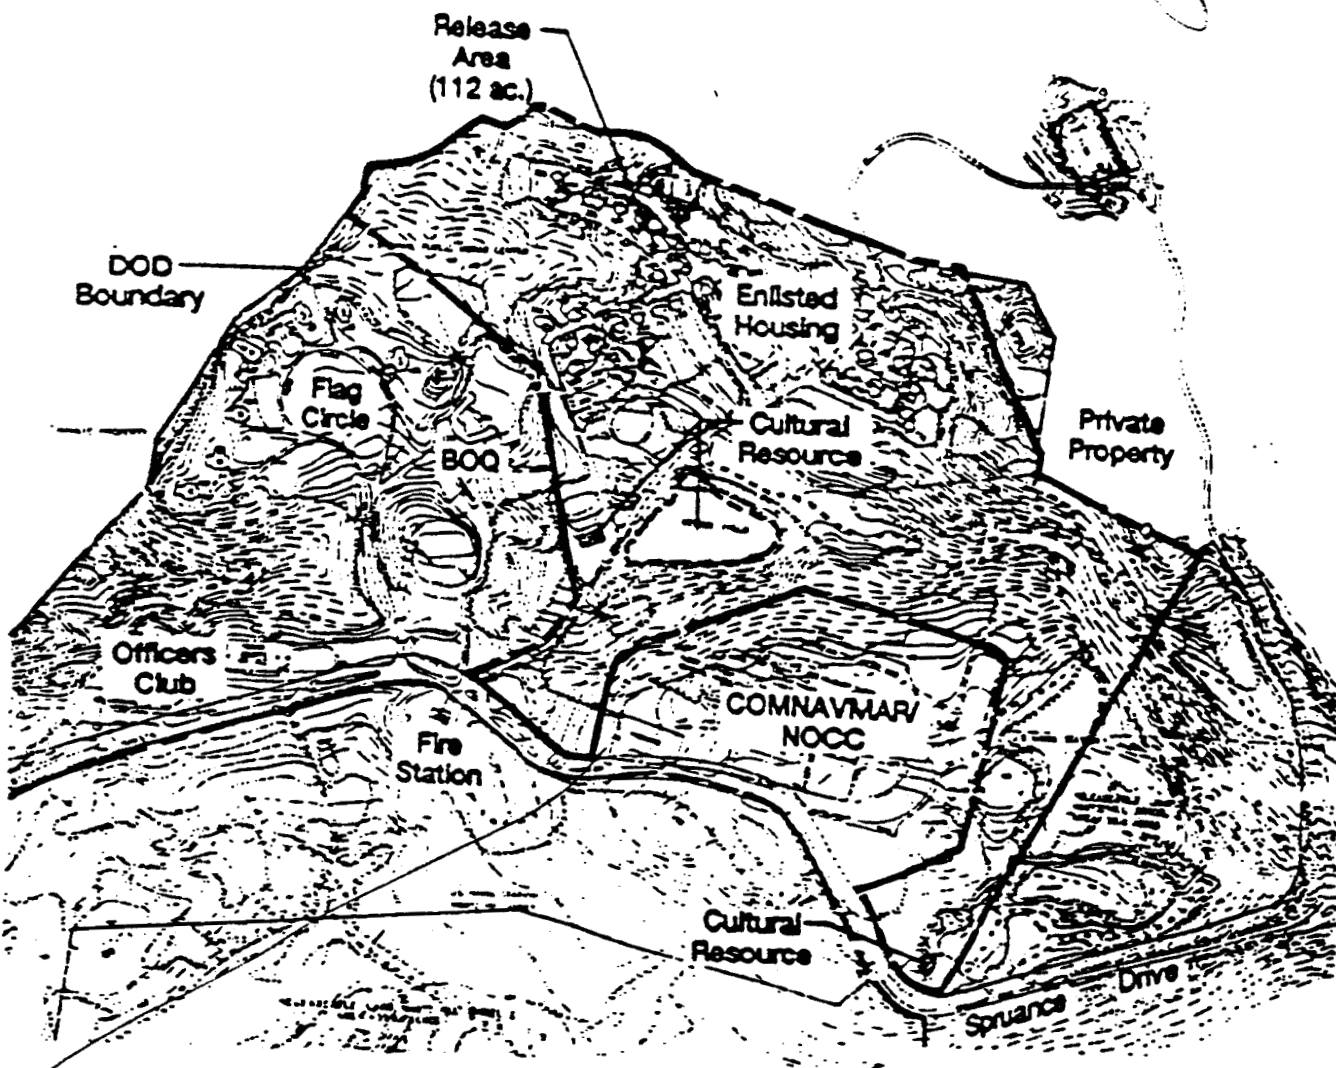 Release
Area
(112 ac.)
DOD
Boundary
Enlisted
Housing
Flag
Circle
Cultural
Resource
Private
Property
BOQ
Officers
Club
COMNAVMAR/
NOCC
Fire
Station
Cultural
Resource
Spruance Drive